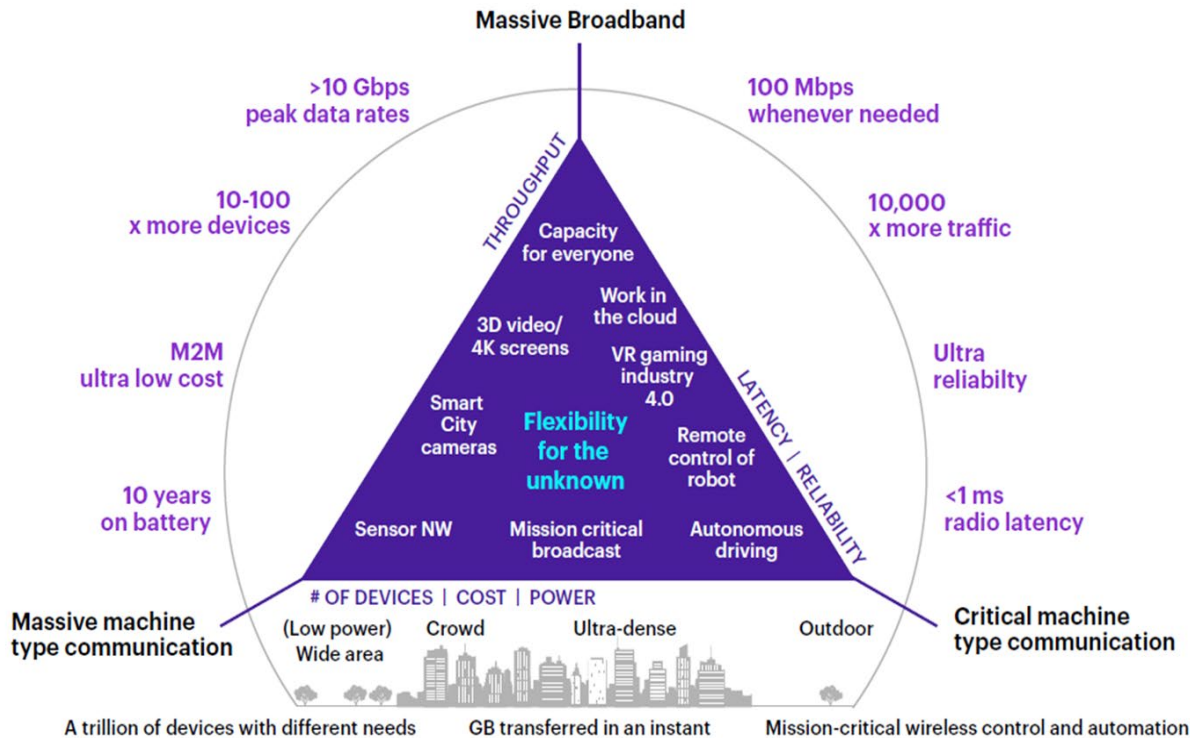 Massive Broadband
>10 Gbps
peak data rates
100 Mbps
whenever needed
10-100
x more devices
10,000
x more traffic
M2M
ultra low cost
Ultra
reliabilty
10 years
on battery
<1 ms
radio latency
THROUGHPUT
LATENCY | RELIABILITY
Capacity
for everyone
Work in
the cloud
3D video/
4K screens
VR gaming
industry
4.0
Smart
City
cameras
Flexibility
for the
unknown
Remote
control of
robot
Sensor NW
Mission critical
broadcast
Autonomous
driving
# OF DEVICES | COST | POWER
Massive machine
type communication
Critical machine
type communication
(Low power)
Wide area
Crowd
Ultra-dense
Outdoor
A trillion of devices with different needs
GB transferred in an instant
Mission-critical wireless control and automation